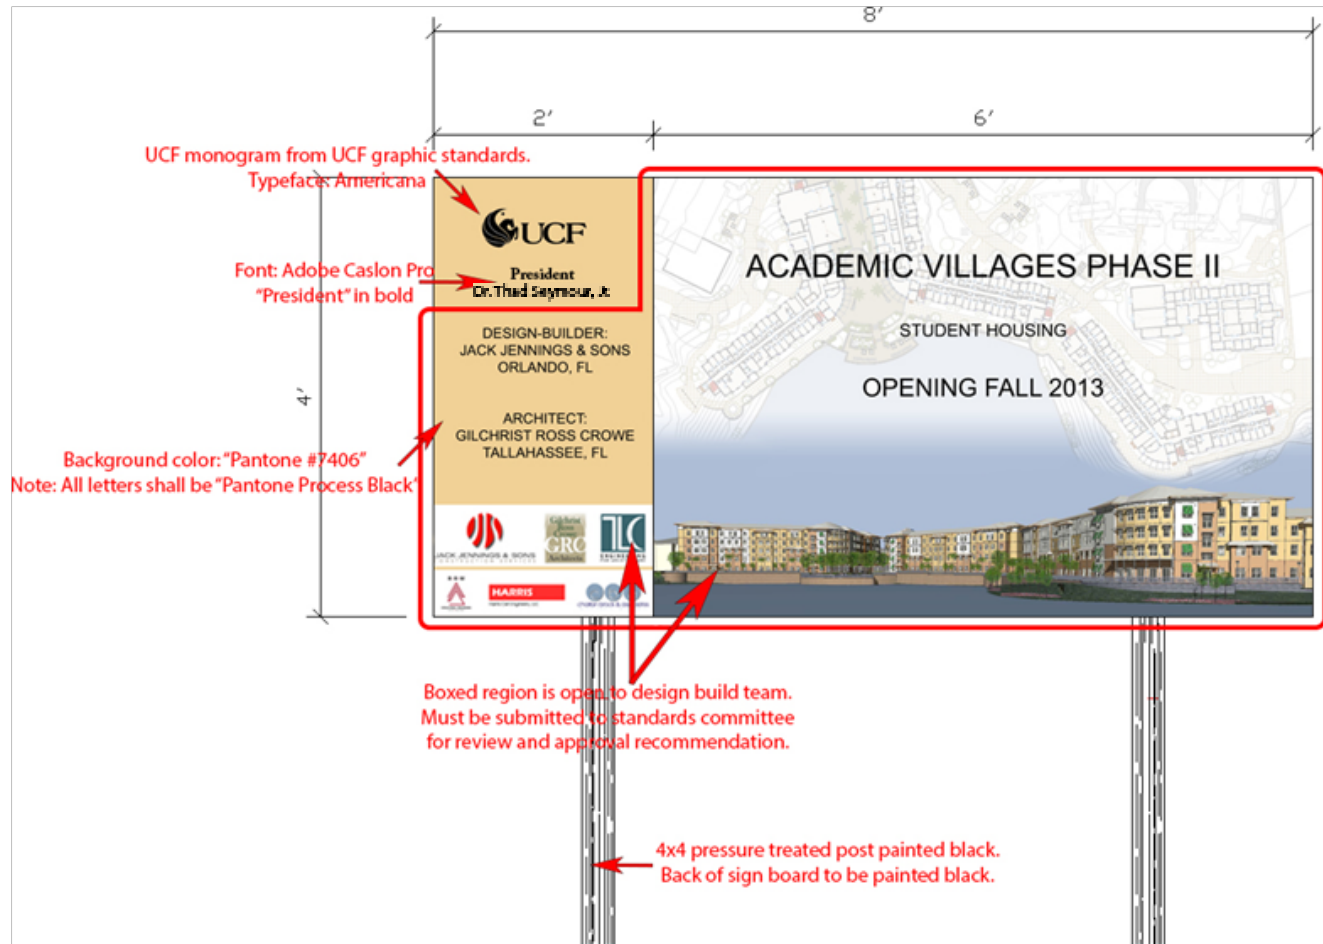 8'
2'
6'
UCF monogram from UCF graphic standards.
Typeface: Americana
UCF
Font: Adobe Caslon Pro
"President" in bold
President
Dr. Thad Seymour, Jr.
4'
DESIGN-BUILDER:
JACK JENNINGS & SONS
ORLANDO, FL
ARCHITECT:
GILCHRIST ROSS CROWE
TALLAHASSEE, FL
Background color: "Pantone #7406"
Note: All letters shall be "Pantone Process Black"
ACADEMIC VILLAGES PHASE II
STUDENT HOUSING
OPENING FALL 2013
JACK JENNINGS & SONS
Gilchrist
Ross
Crowe
GRC
TLC
HARRIS
Boxed region is open to design build team.
Must be submitted to standards committee
for review and approval recommendation.
4x4 pressure treated post painted black.
Back of sign board to be painted black.